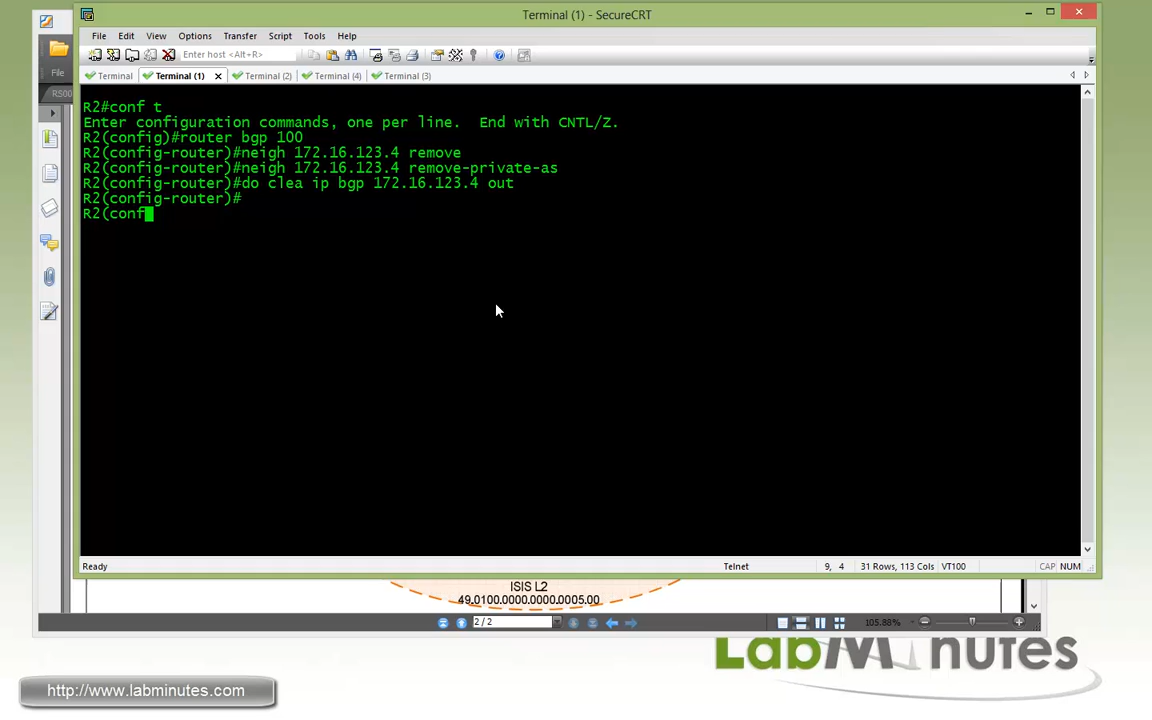 Terminal (1) - SecureCRT
File Edit View Options Transfer Script Tools Help
Enter host <Alt+R>
File
Terminal
Terminal (1)
Terminal (2)
Terminal (4)
Terminal (3)
RS00
R2#conf t
Enter configuration commands, one per line.  End with CNTL/Z.
R2(config)#router bgp 100
R2(config-router)#neigh 172.16.123.4 remove
R2(config-router)#neigh 172.16.123.4 remove-private-as
R2(config-router)#do clea ip bgp 172.16.123.4 out
R2(config-router)#
R2(conf
Ready
Telnet
9, 4
31 Rows, 113 Cols
VT100
CAP
NUM
ISIS L2
49.0100.0000.0000.0005.00
2 / 2
105.88%
LabMinutes
http://www.labminutes.com